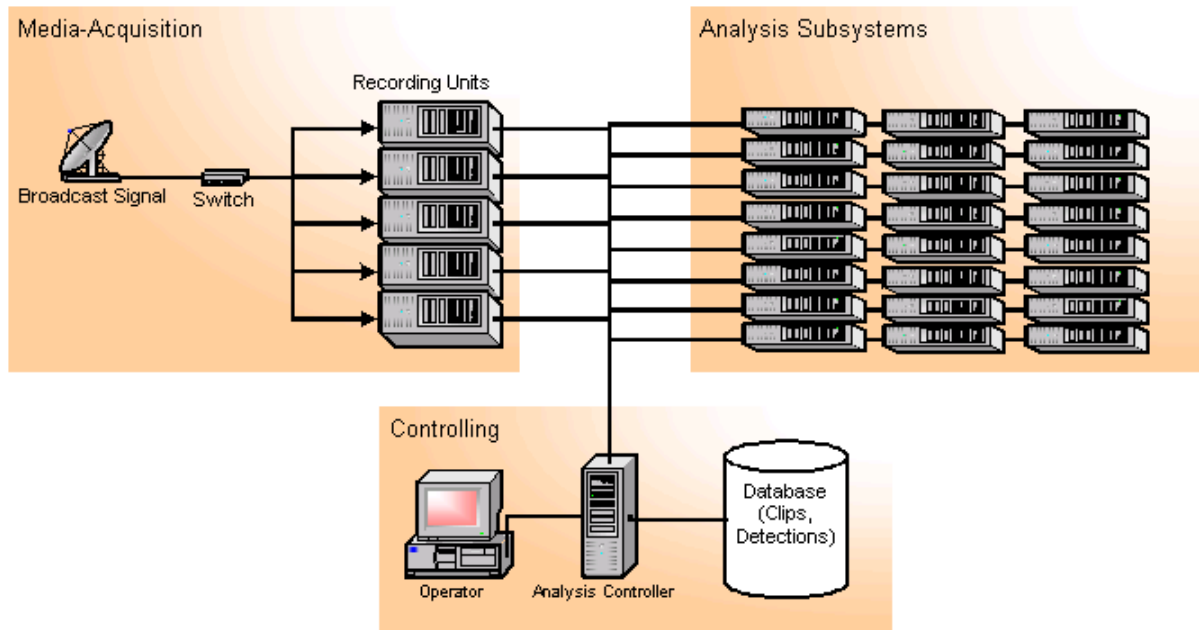 Media-Acquisition
Analysis Subsystems
Recording Units
Broadcast Signal
Switch
Controlling
Database
(Clips,
Detections)
Operator
Analysis Controller